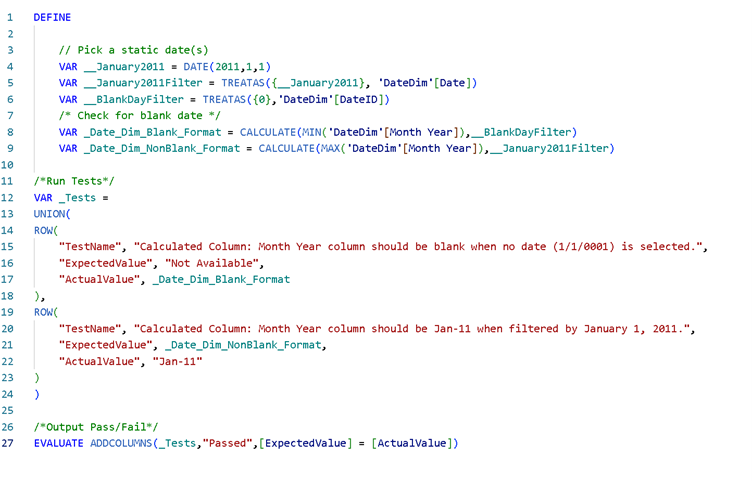 1 DEFINE
2
3 // Pick a static date(s)
4 VAR __January2011 = DATE(2011,1,1)
5 VAR __January2011Filter = TREATAS({__January2011}, 'DateDim'[Date])
6 VAR __BlankDayFilter = TREATAS({0},'DateDim'[DateID])
7 /* Check for blank date */
8 VAR _Date_Dim_Blank_Format = CALCULATE(MIN('DateDim'[Month Year]),__BlankDayFilter)
9 VAR _Date_Dim_NonBlank_Format = CALCULATE(MAX('DateDim'[Month Year]),__January2011Filter)
10
11 /*Run Tests*/
12 VAR _Tests =
13 UNION(
14 ROW(
15 "TestName", "Calculated Column: Month Year column should be blank when no date (1/1/0001) is selected.",
16 "ExpectedValue", "Not Available",
17 "ActualValue", _Date_Dim_Blank_Format
18 ),
19 ROW(
20 "TestName", "Calculated Column: Month Year column should be Jan-11 when filtered by January 1, 2011.",
21 "ExpectedValue", _Date_Dim_NonBlank_Format,
22 "ActualValue", "Jan-11"
23 )
24 )
25
26 /*Output Pass/Fail*/
27 EVALUATE ADDCOLUMNS(_Tests,"Passed",[ExpectedValue] = [ActualValue])